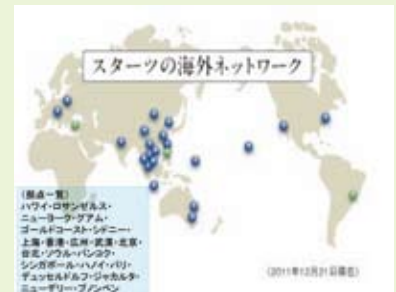 スターツの海外ネットワーク
(拠点一覧)
ハワイ・ロサンゼルス・
ニューヨーク・グアム・
ゴールドコースト・シドニー・
上海・香港・広州・武漢・北京・
台北・ソウル・バンコク・
シンガポール・ハノイ・パリ・
デュッセルドルフ・ジャカルタ・
ニューデリー・プノンペン
(2011年12月31日現在)